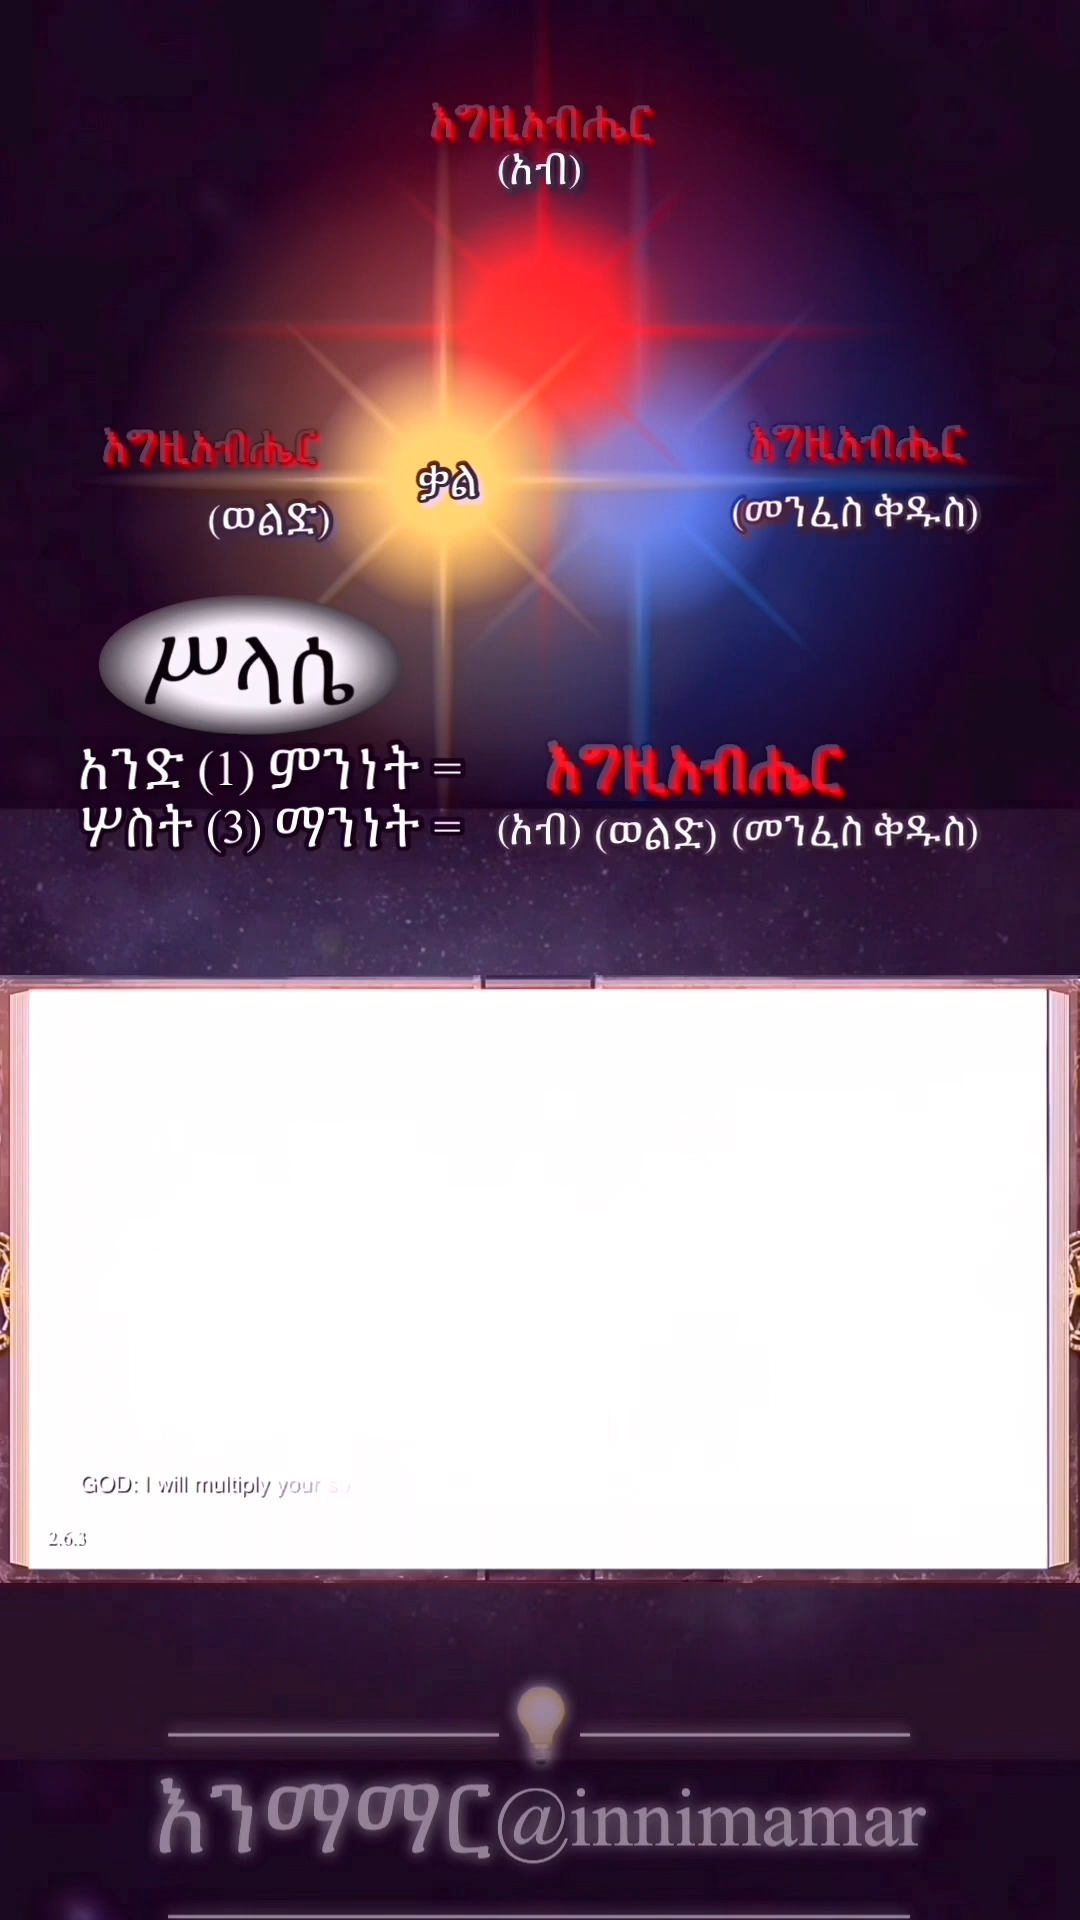 እግዚአብሔር
(አብ)
እግዚአብሔር
(ወልድ)
ቃል
እግዚአብሔር
(መንፈስ ቅዱስ)
ሥላሴ
አንድ (1) ምንነት = እግዚአብሔር
ሦስት (3) ማንነት = (አብ) (ወልድ) (መንፈስ ቅዱስ)
GOD: I will multiply your
2.6.3
እንማማር@innimamar